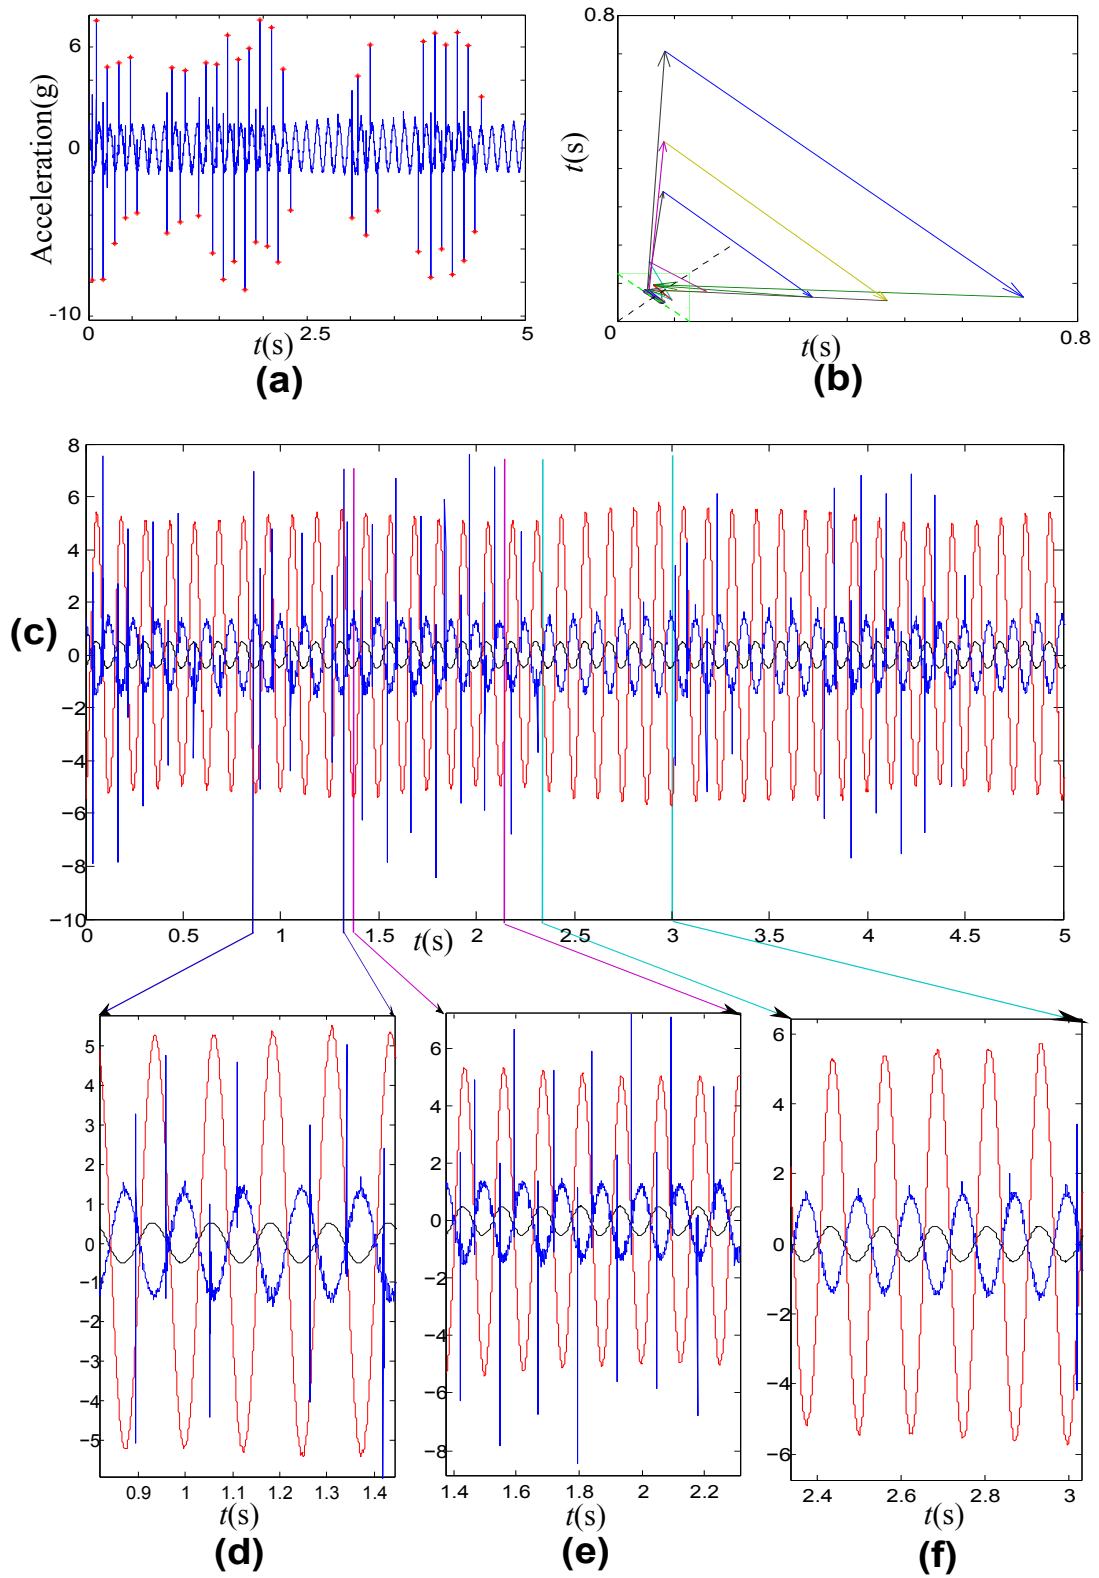 6
0
-10
Acceleration(g)
0 2.5 5
t(s)
(a)
0.8
t(s)
0 0.8
t(s)
(b)
8
6
4
2
0
−2
−4
−6
−8
−10
(c)
0 0.5 1 1.5 2 2.5 3 3.5 4 4.5 5
t(s)
5
4
3
2
1
0
−1
−2
−3
−4
−5
0.9 1 1.1 1.2 1.3 1.4
t(s)
(d)
6
4
2
0
−2
−4
−6
−8
1.4 1.6 1.8 2 2.2
t(s)
(e)
6
4
2
0
−2
−4
−6
2.4 2.6 2.8 3
t(s)
(f)